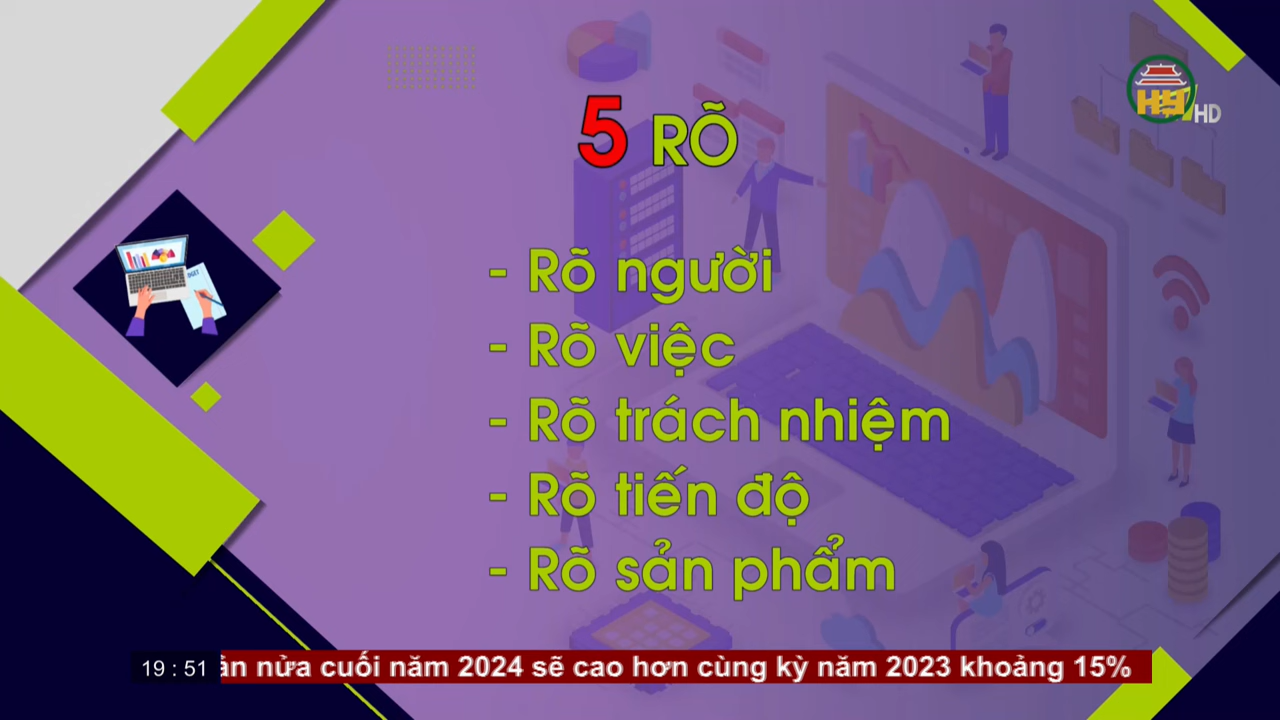 5 RÕ
HY HD
- Rõ người
- Rõ việc
- Rõ trách nhiệm
- Rõ tiến độ
- Rõ sản phẩm
19 : 51 nửa cuối năm 2024 sẽ cao hơn cùng kỳ năm 2023 khoảng 15%